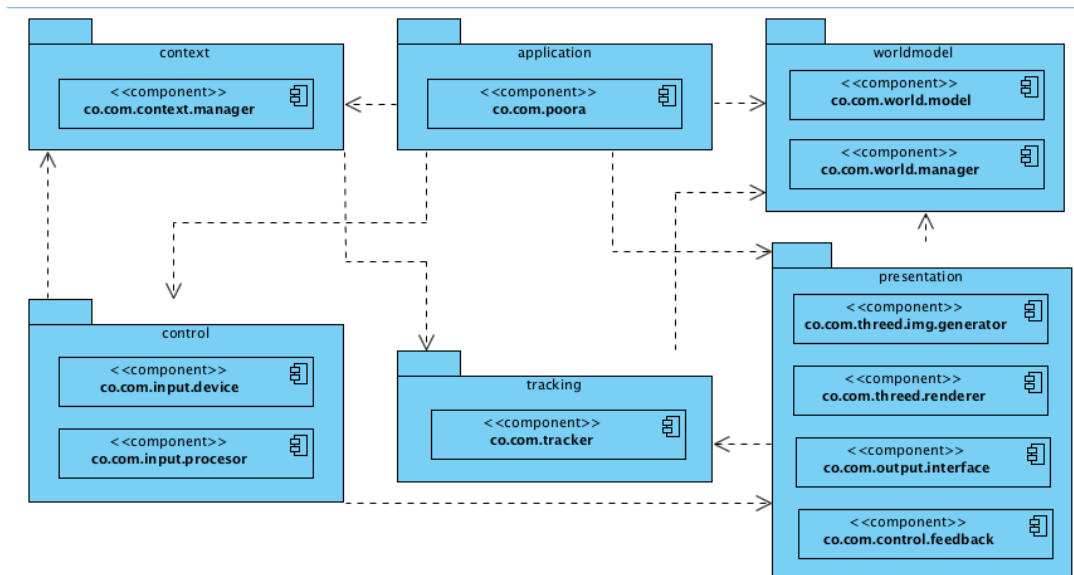 context
<<component>>
co.com.context.manager
application
<<component>>
co.com.poora
worldmodel
<<component>>
co.com.world.model
<<component>>
co.com.world.manager
control
<<component>>
co.com.input.device
<<component>>
co.com.input.procesor
tracking
<<component>>
co.com.tracker
presentation
<<component>>
co.com.threed.img.generator
<<component>>
co.com.threed.renderer
<<component>>
co.com.output.interface
<<component>>
co.com.control.feedback